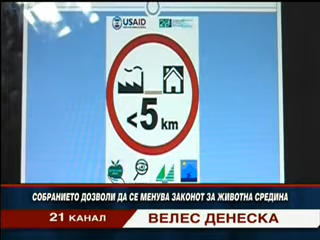 USAID
<5 km
СОБРАНИЕТО ДОЗВОЛИ ДА СЕ МЕНУВА ЗАКОНОТ ЗА ЖИВОТНА СРЕДИНА
21 КАНАЛ
ВЕЛЕС ДЕНЕСКА